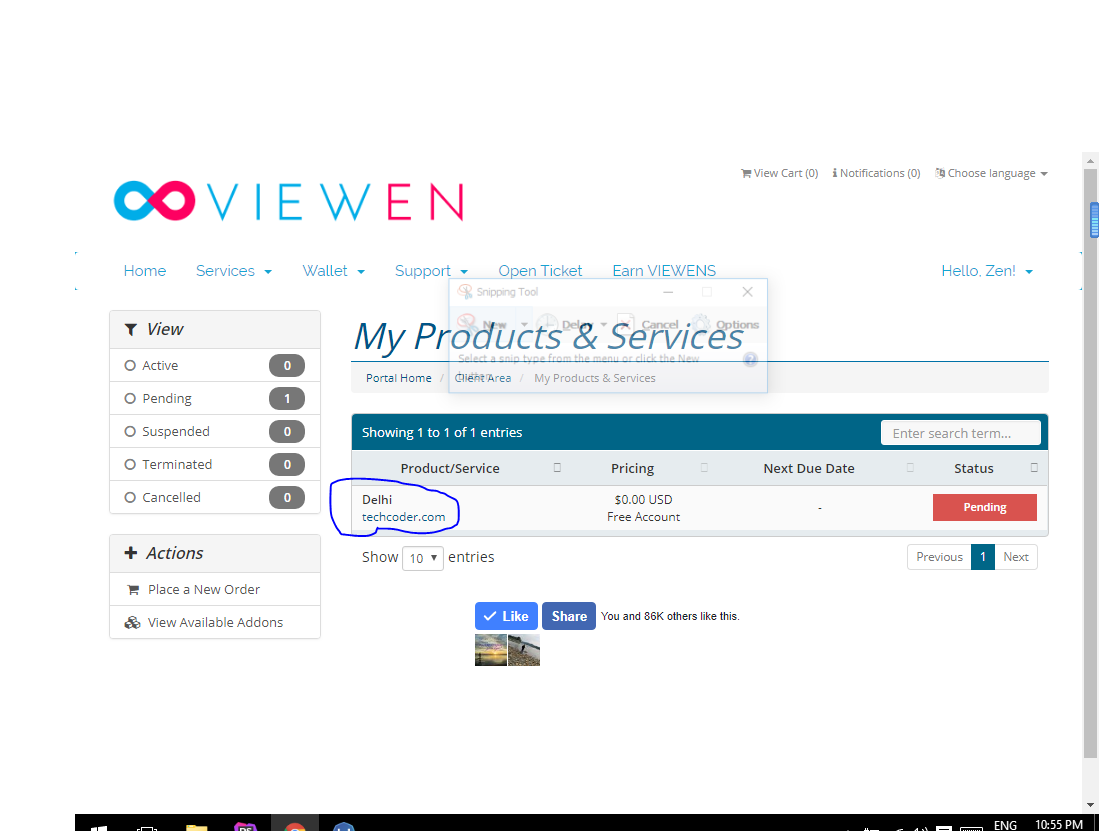 View Cart (0) Notifications (0) Choose language
VIEWEN
Home Services Wallet Support Open Ticket Earn VIEWENS Hello, Zen!
Snipping Tool
New Delay Cancel Options
Select a snip type from the menu or click the New
button.
View
Active 0
Pending 1
Suspended 0
Terminated 0
Cancelled 0
Actions
Place a New Order
View Available Addons
My Products & Services
Portal Home / Client Area / My Products & Services
Showing 1 to 1 of 1 entries Enter search term...
Product/Service Pricing Next Due Date Status
Delhi $0.00 USD - Pending
techcoder.com Free Account
Show 10 entries Previous 1 Next
Like Share You and 86K others like this.
ENG 10:55 PM